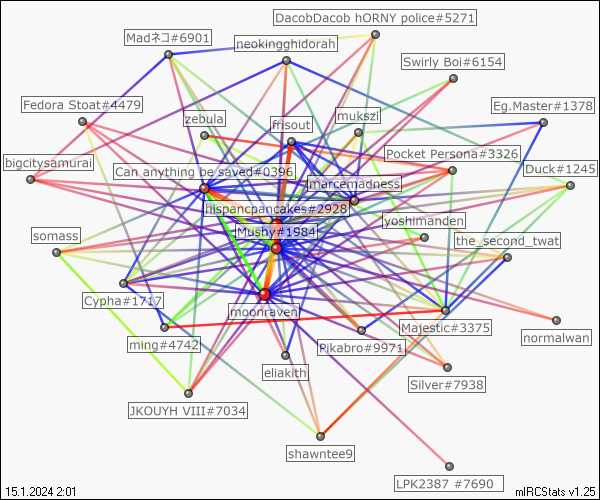 DacobDacob hORNY police#5271
Madネコ#6901
neokingghidorah
Swirly Boi#6154
Fedora Stoat#4479
Eg.Master#1378
zebula
frisout
mukszi
Pocket Persona#3326
bigcitysamurai
Can anything be saved#0396
Duck#1245
marcemadness
hispancpancakes#2928
yoshimanden
somass
Mushy#1984
the_second_twat
Cypha#1717
moonraven
Majestic#3375
ming#4742
Pikabro#9971
normalwan
eliakith
Silver#7938
JKOUYH VIII#7034
shawntee9
LPK2387 #7690
15.1.2024 2:01
mIRCStats v1.25